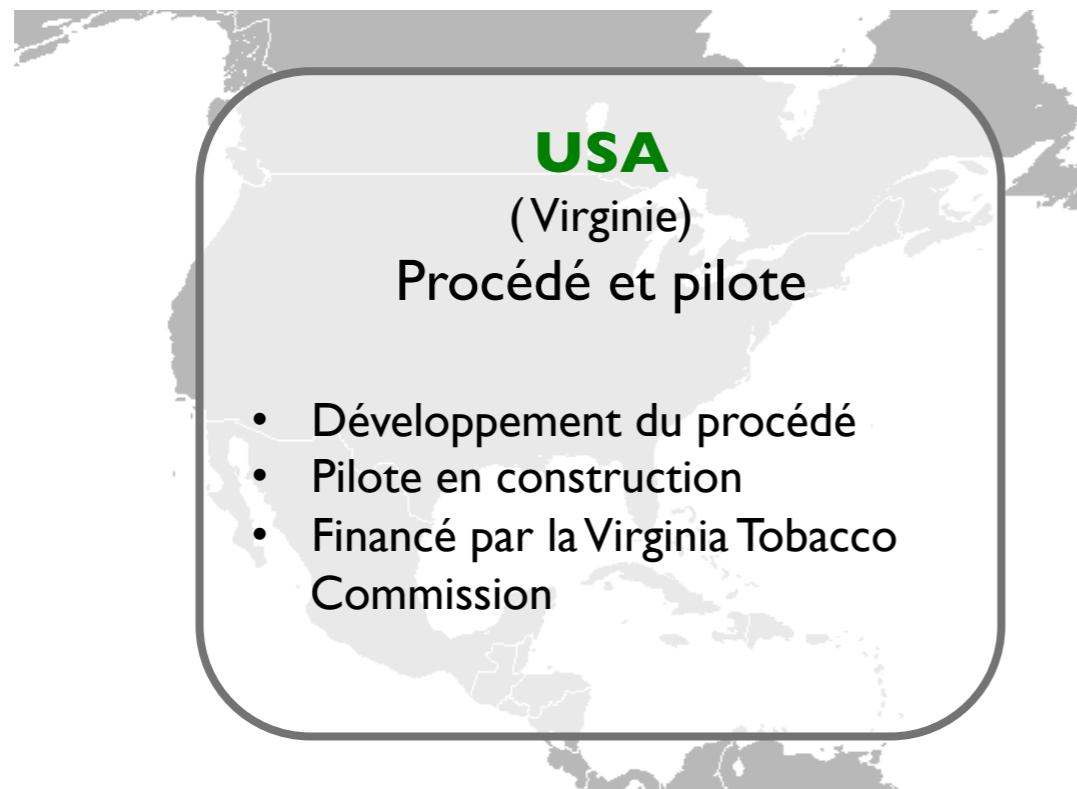 USA
(Virginie)
Procédé et pilote
• Développement du procédé
• Pilote en construction
• Financé par la Virginia Tobacco
Commission